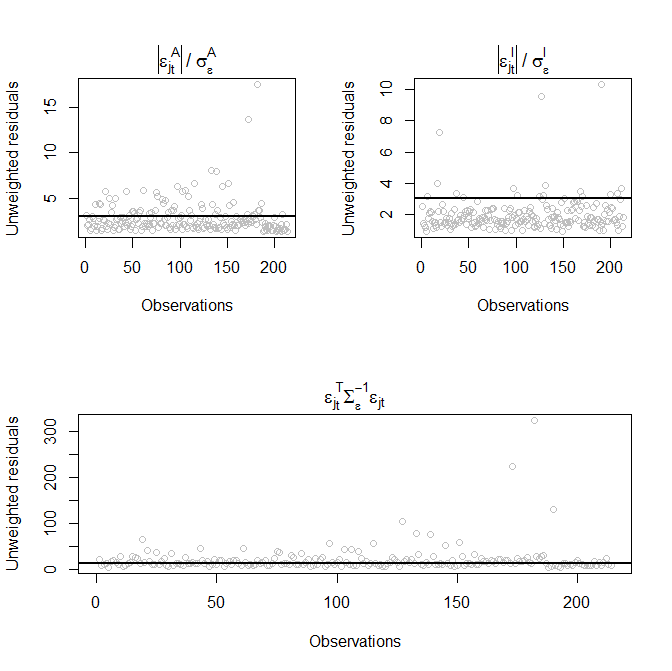 |ε_jt^A| / σ_ε^A
Unweighted residuals
15
10
5
0 50 100 150 200
Observations
|ε_jt^I| / σ_ε^I
Unweighted residuals
10
8
6
4
2
0 50 100 150 200
Observations
ε_jt^T Σ_ε^−1 ε_jt
Unweighted residuals
300
200
100
0
0 50 100 150 200
Observations